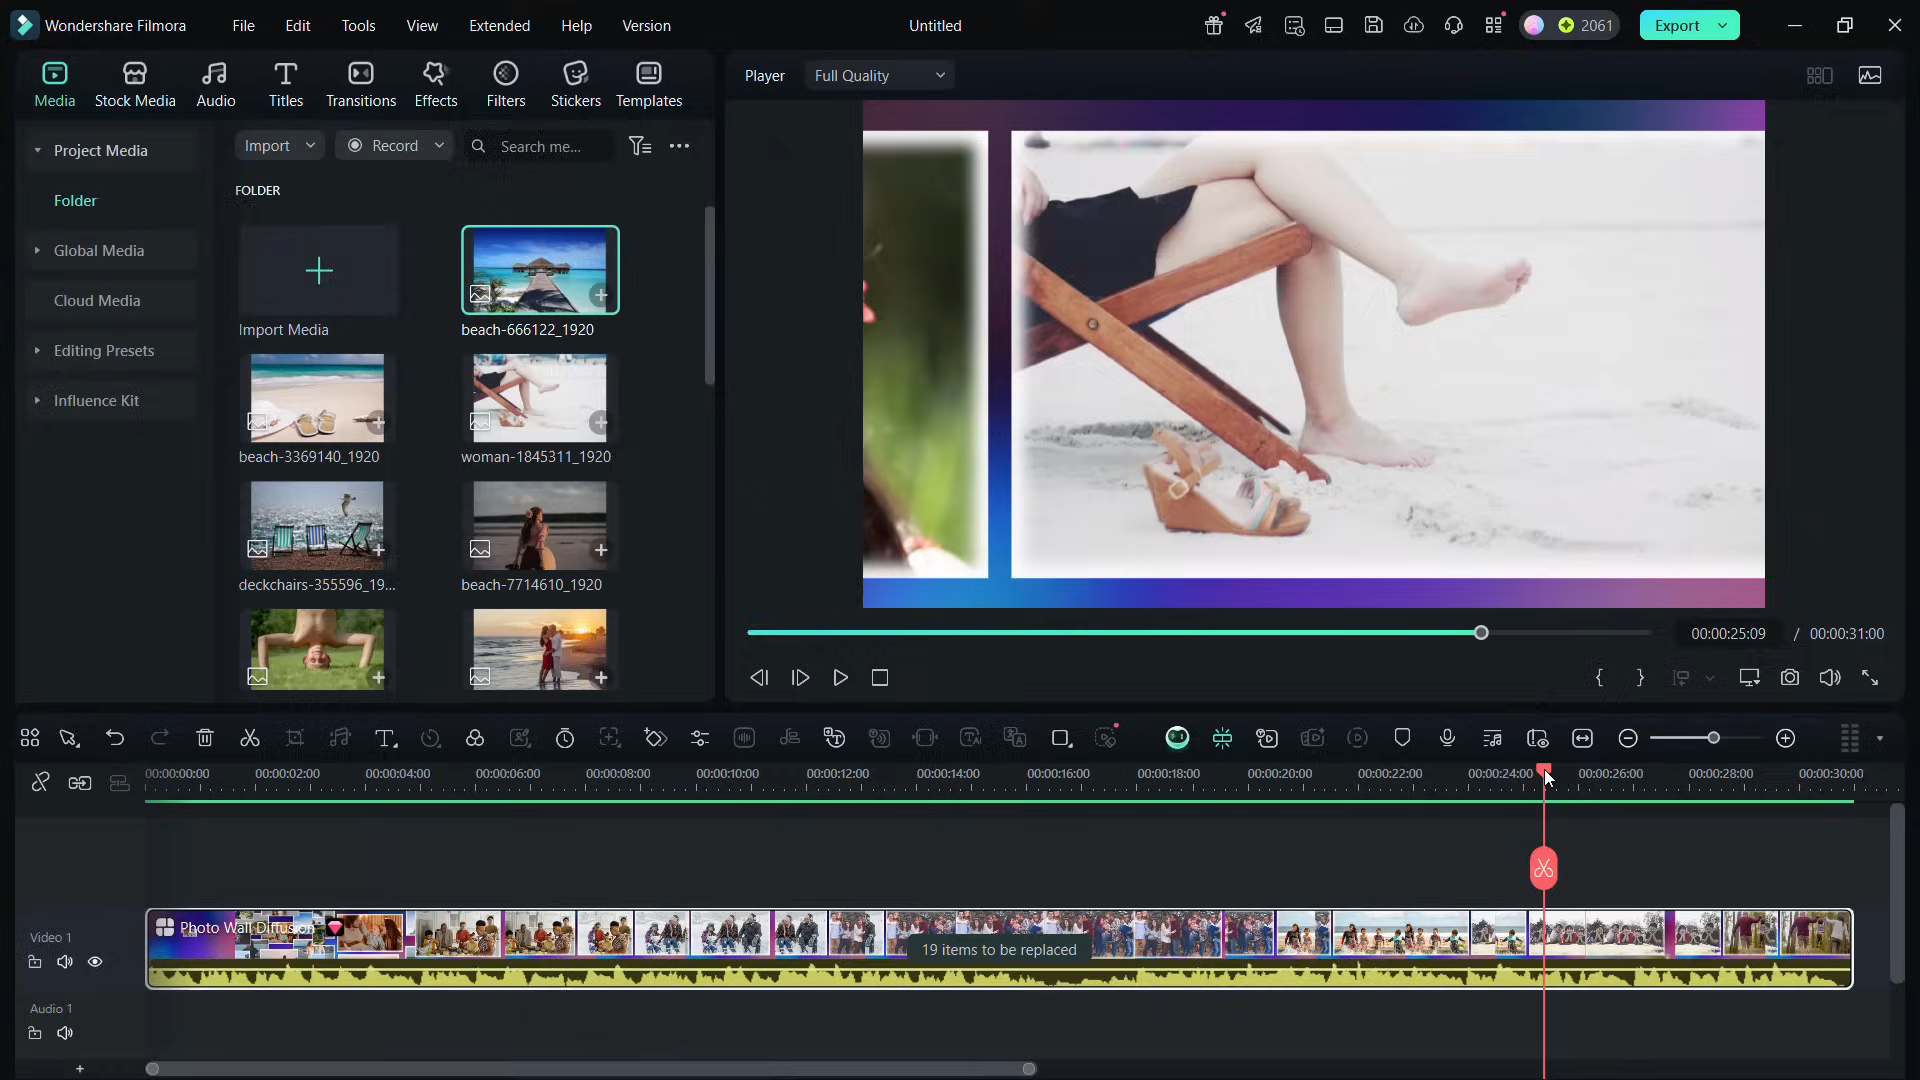 Wondershare Filmora
File
Edit
Tools
View
Extended
Help
Version
Untitled
2061
Export
Media
Stock Media
Audio
Titles
Transitions
Effects
Filters
Stickers
Templates
Player
Full Quality
Project Media
Folder
Global Media
Cloud Media
Editing Presets
Influence Kit
Import
Record
Search me...
FOLDER
Import Media
beach-666122_1920
beach-3369140_1920
woman-1845311_1920
deckchairs-355596_19...
beach-7714610_1920
00:00:25:09 / 00:00:31:00
00:00:00:00
00:00:02:00
00:00:04:00
00:00:06:00
00:00:08:00
00:00:10:00
00:00:12:00
00:00:14:00
00:00:16:00
00:00:18:00
00:00:20:00
00:00:22:00
00:00:24:00
00:00:26:00
00:00:28:00
00:00:30:00
Video 1
Photo Wall Diffusion
19 items to be replaced
Audio 1